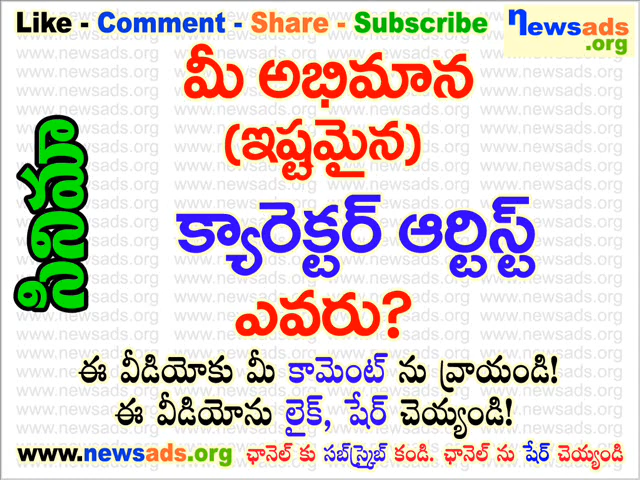 Like - Comment - Share - Subscribe
newsads
.org
మీ అభిమాన
(ఇష్టమైన)
సినిమా
క్యారెక్టర్ ఆర్టిస్ట్
ఎవరు?
ఈ వీడియోకు మీ కామెంట్ ను వ్రాయండి!
ఈ వీడియోను లైక్, షేర్ చెయ్యండి!
www.newsads.org ఛానెల్ కు సబ్‌స్క్రైబ్ కండి. ఛానెల్ ను షేర్ చెయ్యండి